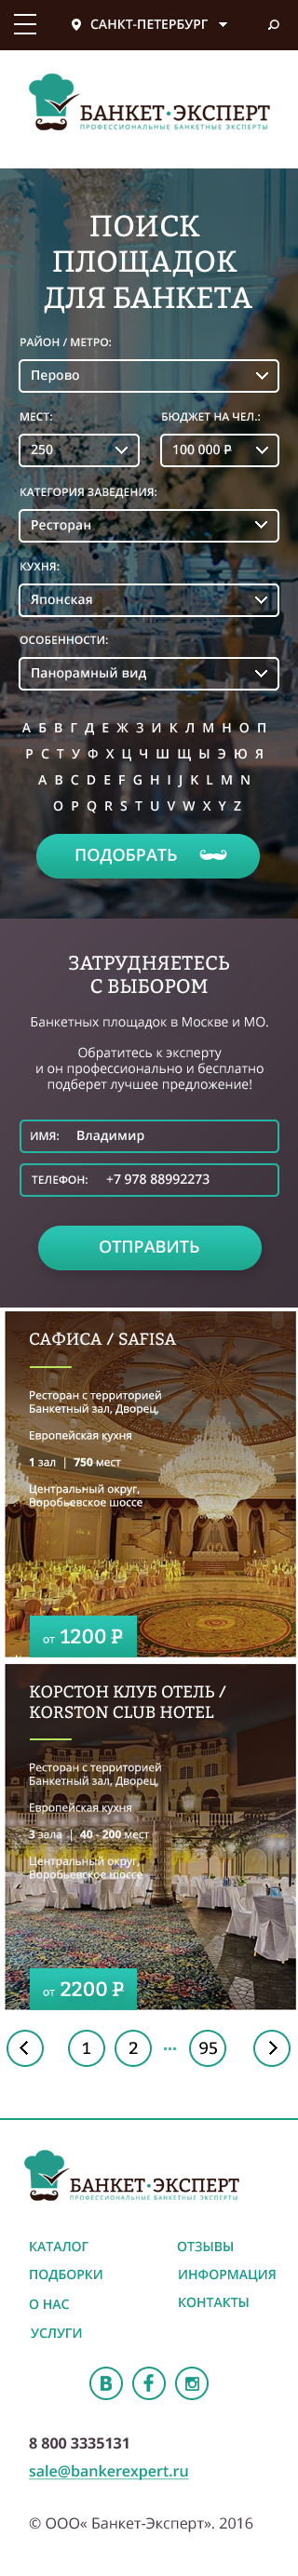 САНКТ-ПЕТЕРБУРГ
БАНКЕТ·ЭКСПЕРТ
ПРОФЕССИОНАЛЬНЫЕ БАНКЕТНЫЕ ЭКСПЕРТЫ
ПОИСК
ПЛОЩАДОК
ДЛЯ БАНКЕТА
РАЙОН / МЕТРО:
Перово
МЕСТ: БЮДЖЕТ НА ЧЕЛ.:
250 100 000 ₽
КАТЕГОРИЯ ЗАВЕДЕНИЯ:
Ресторан
КУХНЯ:
Японская
ОСОБЕННОСТИ:
Панорамный вид
А Б В Г Д Е Ж З И К Л М Н О П
Р С Т У Ф Х Ц Ч Ш Щ Ы Э Ю Я
A B C D E F G H I J K L M N
O P Q R S T U V W X Y Z
ПОДОБРАТЬ
ЗАТРУДНЯЕТЕСЬ
С ВЫБОРОМ
Банкетных площадок в Москве и МО.
Обратитесь к эксперту
и он профессионально и бесплатно
подберет лучшее предложение!
ИМЯ: Владимир
ТЕЛЕФОН: +7 978 88992273
ОТПРАВИТЬ
САФИСА / SAFISA
Ресторан с территорией
Банкетный зал, Дворец,
Европейская кухня
1 зал | 750 мест
Центральный округ,
Воробьевское шоссе
от 1200 ₽
КОРСТОН КЛУБ ОТЕЛЬ /
KORSTON CLUB HOTEL
Ресторан с территорией
Банкетный зал, Дворец,
Европейская кухня
3 зала | 40 - 200 мест
Центральный округ,
Воробьевское шоссе
от 2200 ₽
1 2 ... 95
БАНКЕТ·ЭКСПЕРТ
ПРОФЕССИОНАЛЬНЫЕ БАНКЕТНЫЕ ЭКСПЕРТЫ
КАТАЛОГ ОТЗЫВЫ
ПОДБОРКИ ИНФОРМАЦИЯ
О НАС КОНТАКТЫ
УСЛУГИ
8 800 3335131
sale@bankerexpert.ru
© ООО« Банкет-Эксперт». 2016